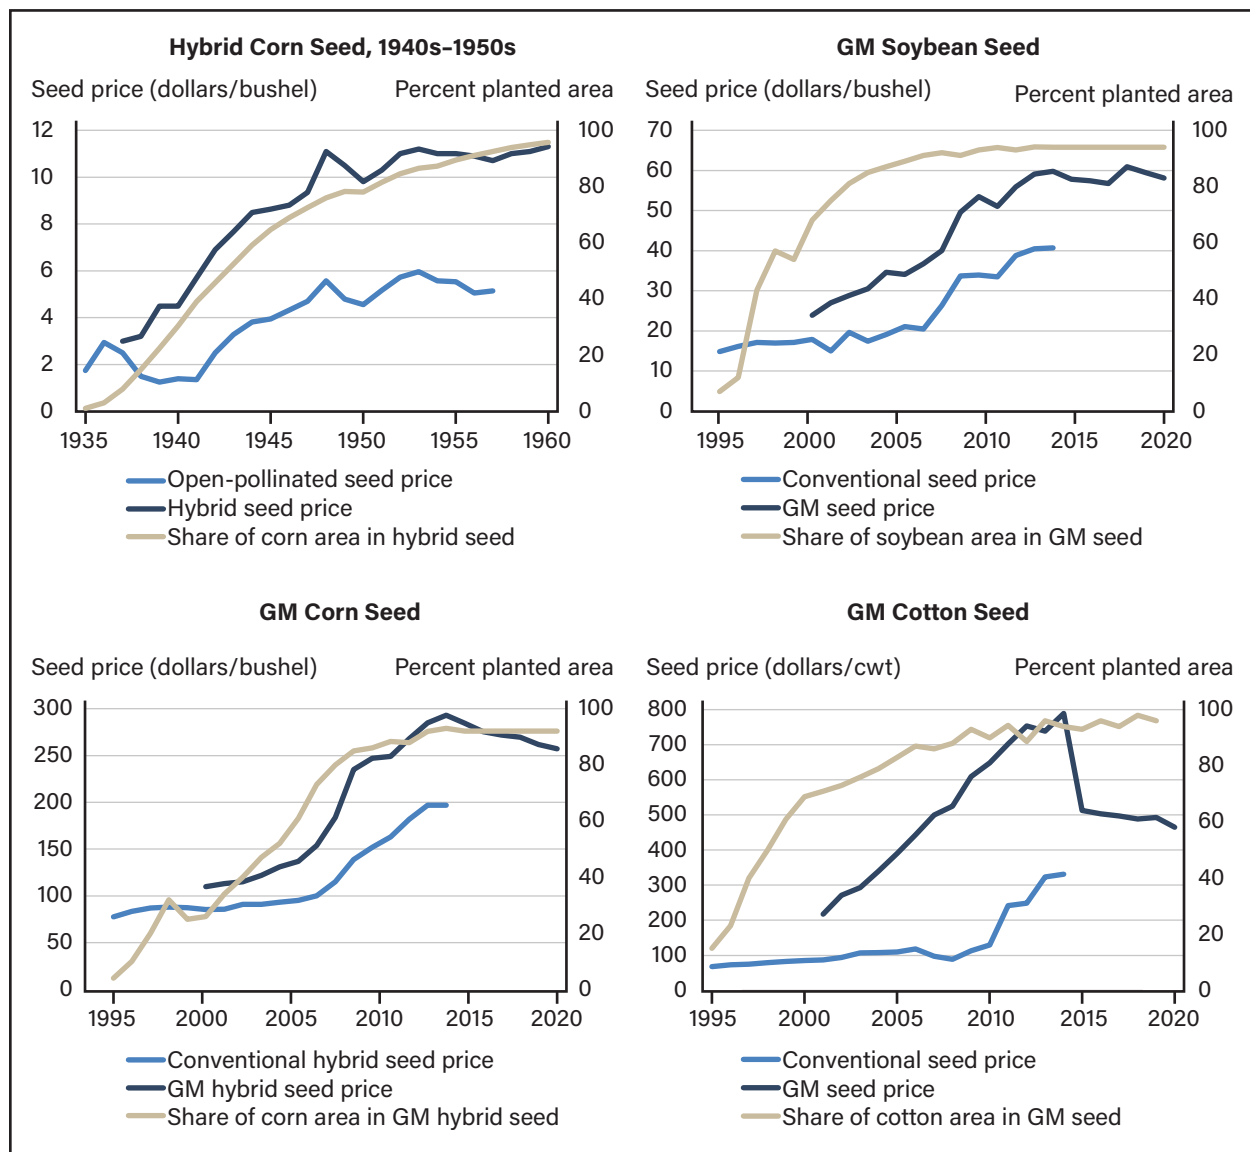 Hybrid Corn Seed, 1940s–1950s
Seed price (dollars/bushel) Percent planted area
12 100
10 80
8 60
6
4 40
2 20
0 0
1935 1940 1945 1950 1955 1960
Open-pollinated seed price
Hybrid seed price
Share of corn area in hybrid seed
GM Soybean Seed
Seed price (dollars/bushel) Percent planted area
70 100
60 80
50
40 60
30 40
20 20
10
0 0
1995 2000 2005 2010 2015 2020
Conventional seed price
GM seed price
Share of soybean area in GM seed
GM Corn Seed
Seed price (dollars/bushel) Percent planted area
300 100
250 80
200 60
150
100 40
50 20
0 0
1995 2000 2005 2010 2015 2020
Conventional hybrid seed price
GM hybrid seed price
Share of corn area in GM hybrid seed
GM Cotton Seed
Seed price (dollars/cwt) Percent planted area
800 100
700 80
600
500 60
400
300 40
200 20
100
0 0
1995 2000 2005 2010 2015 2020
Conventional seed price
GM seed price
Share of cotton area in GM seed